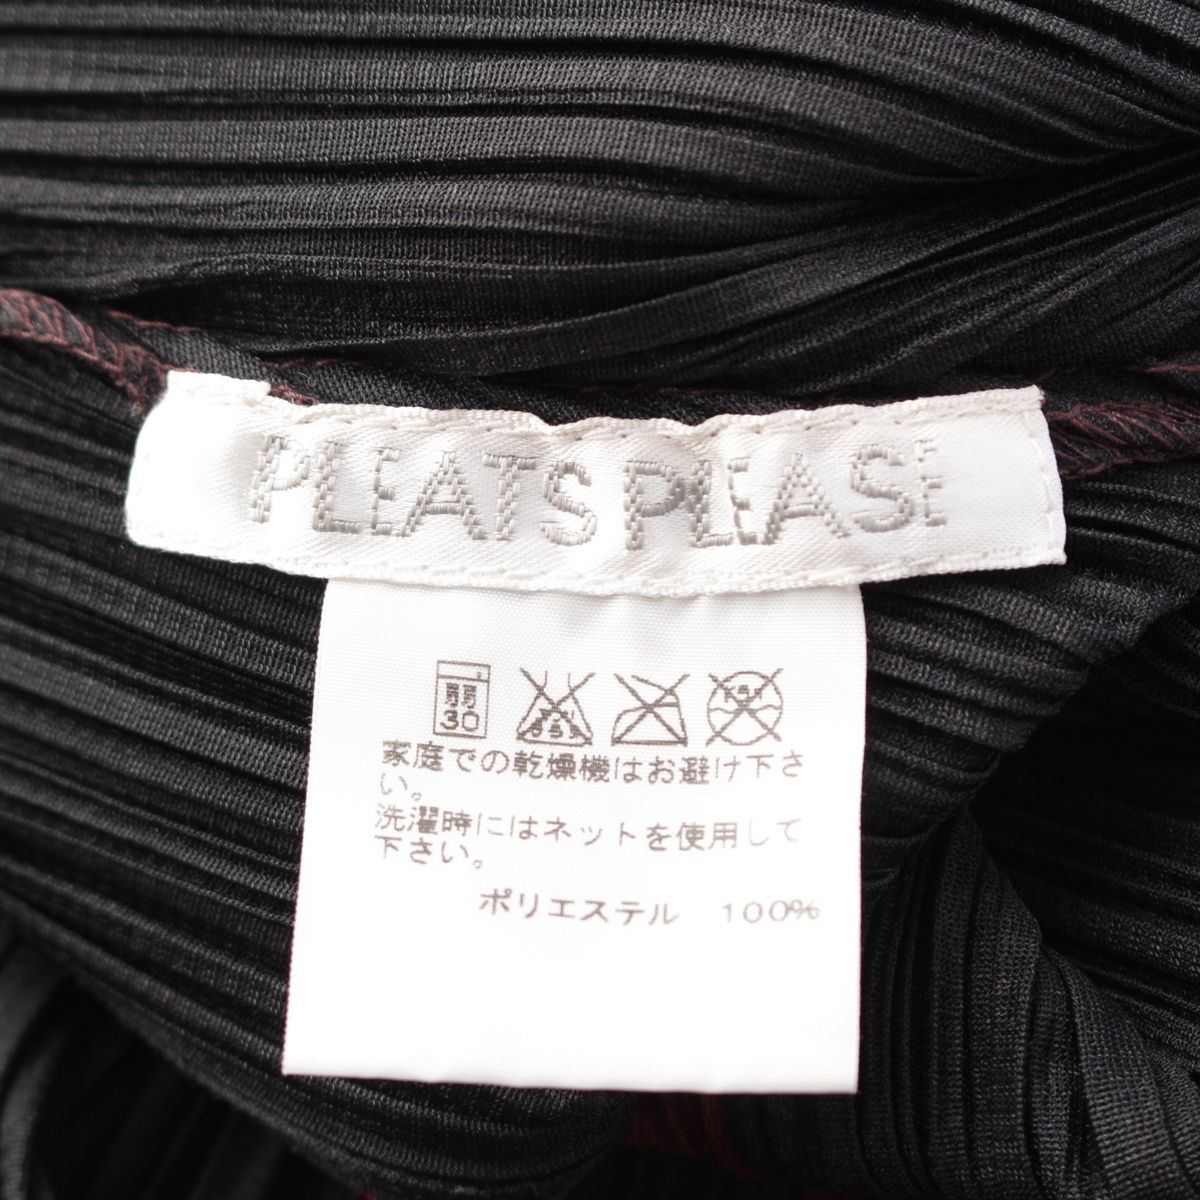 PLEATS PLEASE
弱
30
家庭での乾燥機はお避け下さ
い。
洗濯時にはネットを使用して
下さい。
ポリエステル 100%